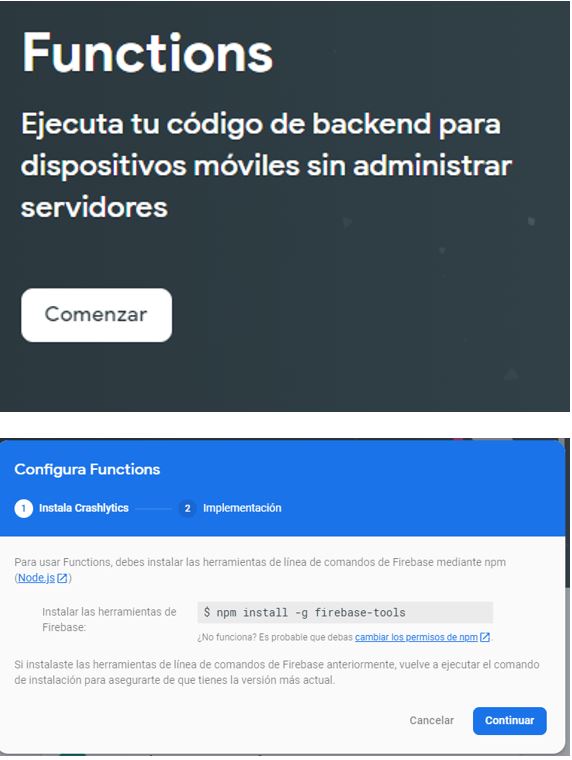 Functions
Ejecuta tu código de backend para
dispositivos móviles sin administrar
servidores
Comenzar
Configura Functions
1 Instala Crashlytics 2 Implementación
Para usar Functions, debes instalar las herramientas de línea de comandos de Firebase mediante npm
(Node.js)
Instalar las herramientas de
Firebase:
$ npm install -g firebase-tools
¿No funciona? Es probable que debas cambiar los permisos de npm.
Si instalaste las herramientas de línea de comandos de Firebase anteriormente, vuelve a ejecutar el comando
de instalación para asegurarte de que tienes la versión más actual.
Cancelar Continuar